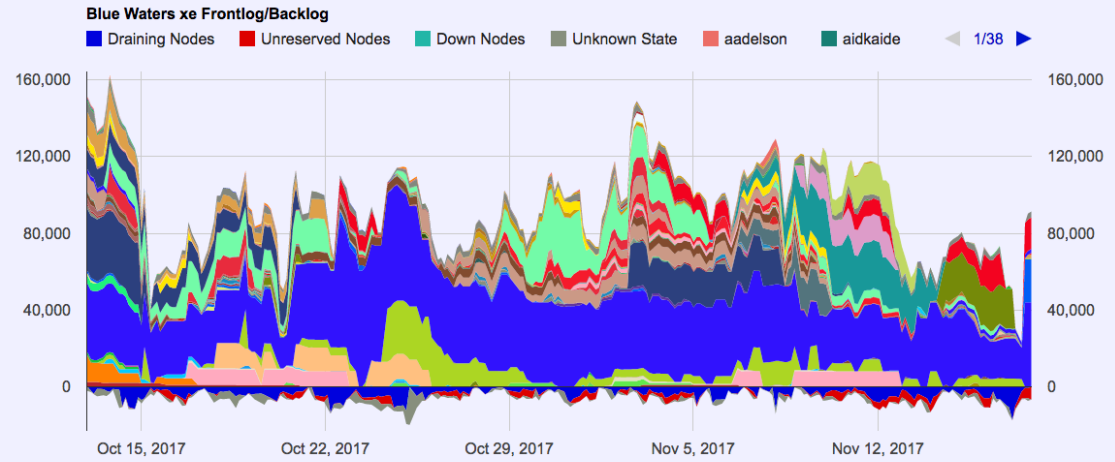 Blue Waters xe Frontlog/Backlog
Draining Nodes Unreserved Nodes Down Nodes Unknown State aadelson aidkaide 1/38
160,000 160,000
120,000 120,000
80,000 80,000
40,000 40,000
0 0
Oct 15, 2017 Oct 22, 2017 Oct 29, 2017 Nov 5, 2017 Nov 12, 2017